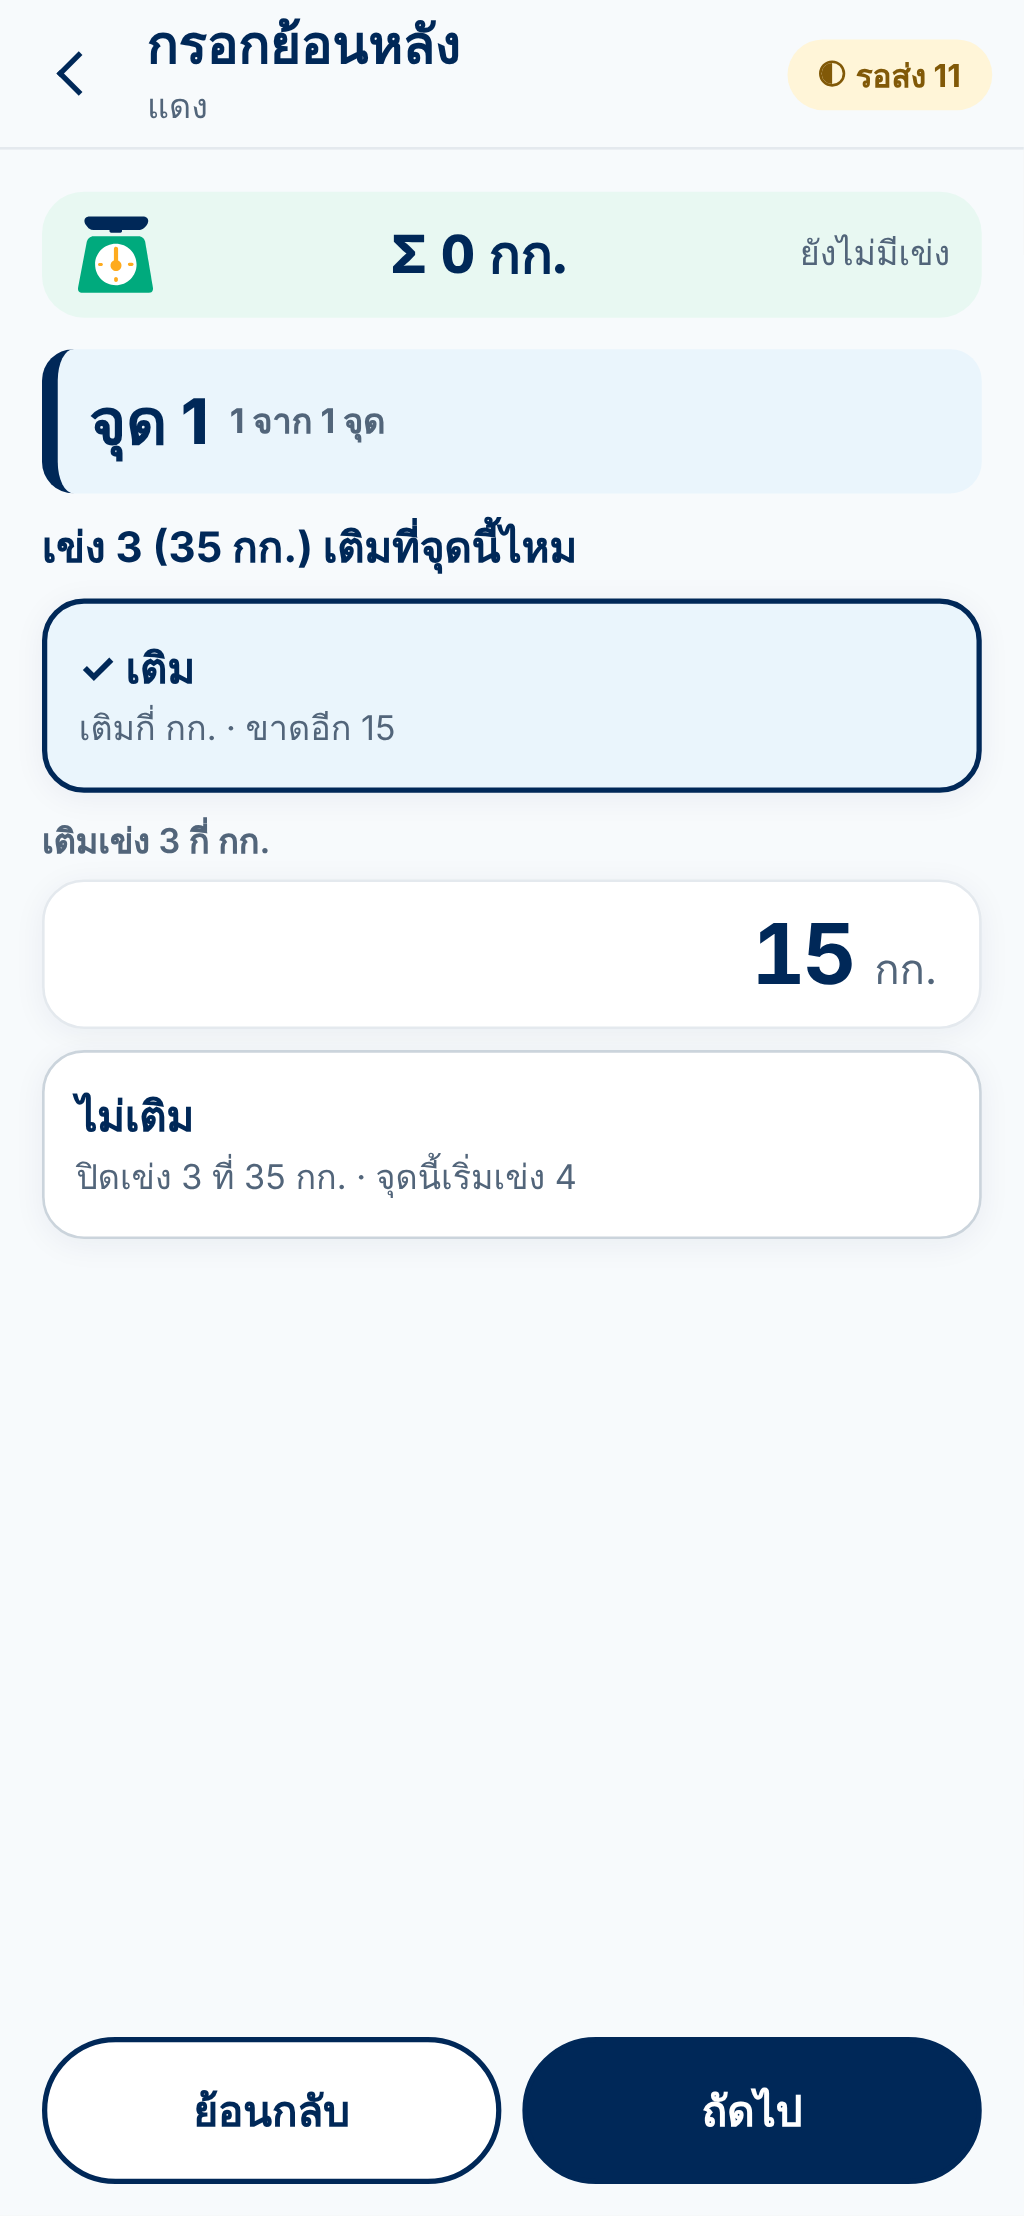 กรอกย้อนหลัง
แดง
รอส่ง 11
Σ 0 กก.
ยังไม่มีเข่ง
จุด 1 1 จาก 1 จุด
เข่ง 3 (35 กก.) เติมที่จุดนี้ไหม
✓ เติม
เติมกี่ กก. · ขาดอีก 15
เติมเข่ง 3 กี่ กก.
15 กก.
ไม่เติม
ปิดเข่ง 3 ที่ 35 กก. · จุดนี้เริ่มเข่ง 4
ย้อนกลับ
ถัดไป